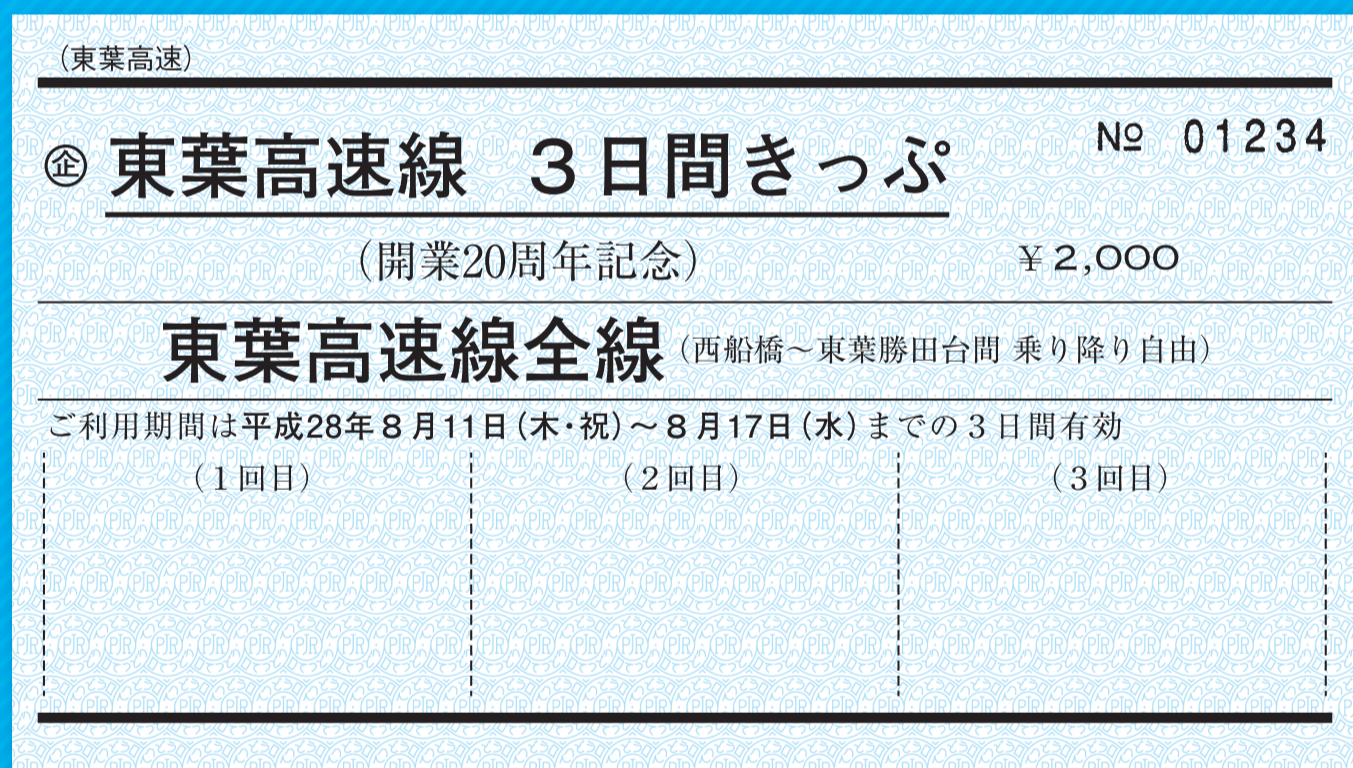 （東葉高速）
㊭東葉高速線　３日間きっぷ
№ 01234
（開業20周年記念）
￥2,000
東葉高速線全線（西船橋～東葉勝田台間 乗り降り自由）
ご利用期間は平成28年８月11日（木・祝）～８月17日（水）までの３日間有効
（１回目）
（２回目）
（３回目）